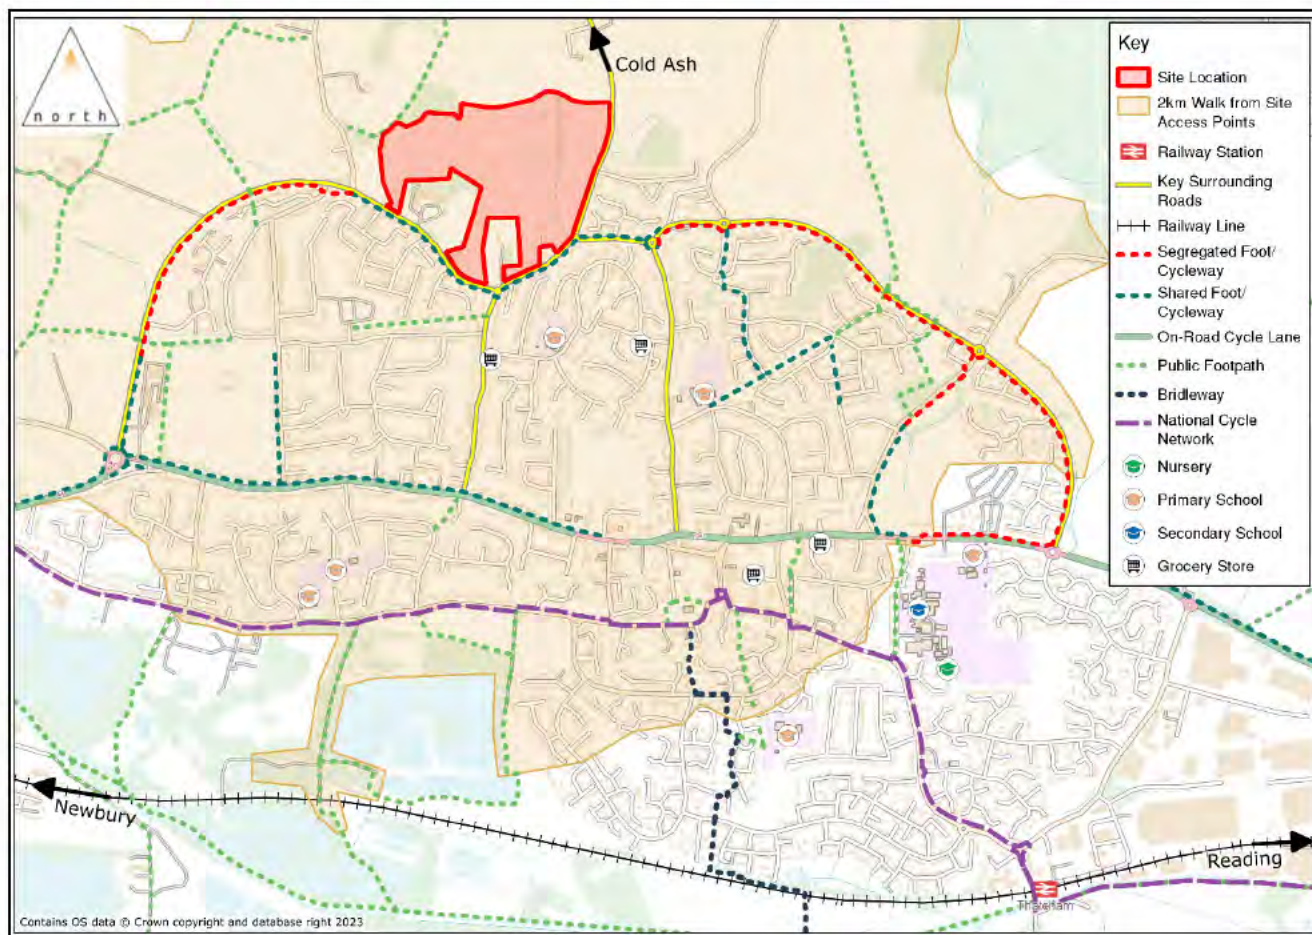 north
Cold Ash
Key
Site Location
2km Walk from Site
Access Points
Railway Station
Key Surrounding
Roads
Railway Line
Segregated Foot/
Cycleway
Shared Foot/
Cycleway
On-Road Cycle Lane
Public Footpath
Bridleway
National Cycle
Network
Nursery
Primary School
Secondary School
Grocery Store
Newbury
Reading
Thatcham
Contains OS data © Crown copyright and database right 2023